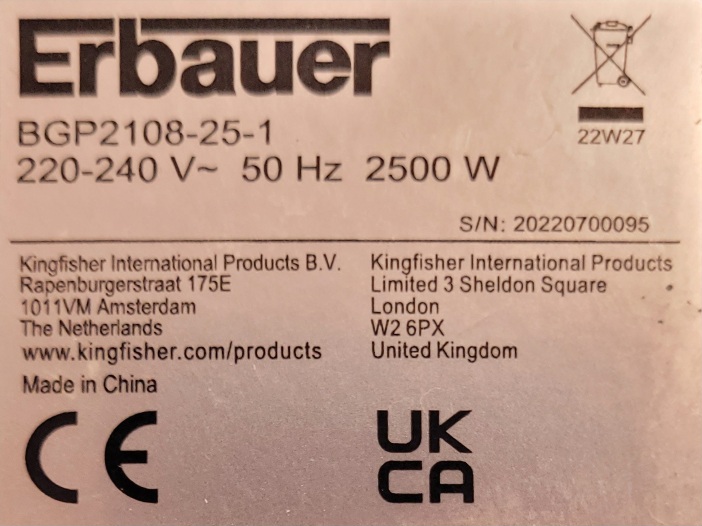 Erbauer
BGP2108-25-1
220-240 V~ 50 Hz 2500 W
22W27
S/N: 20220700095
Kingfisher International Products B.V.
Rapenburgerstraat 175E
1011VM Amsterdam
The Netherlands
www.kingfisher.com/products
Kingfisher International Products
Limited 3 Sheldon Square
London
W2 6PX
United Kingdom
Made in China
CE
UK
CA